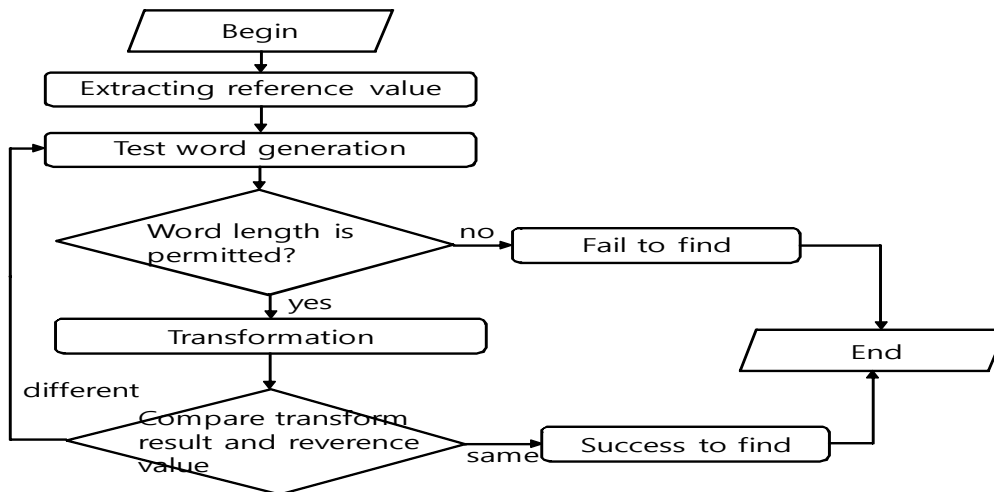 Begin
Extracting reference value
Test word generation
Word length is
permitted?
no
Fail to find
yes
Transformation
End
different
Compare transform
result and reverence
value
same
Success to find